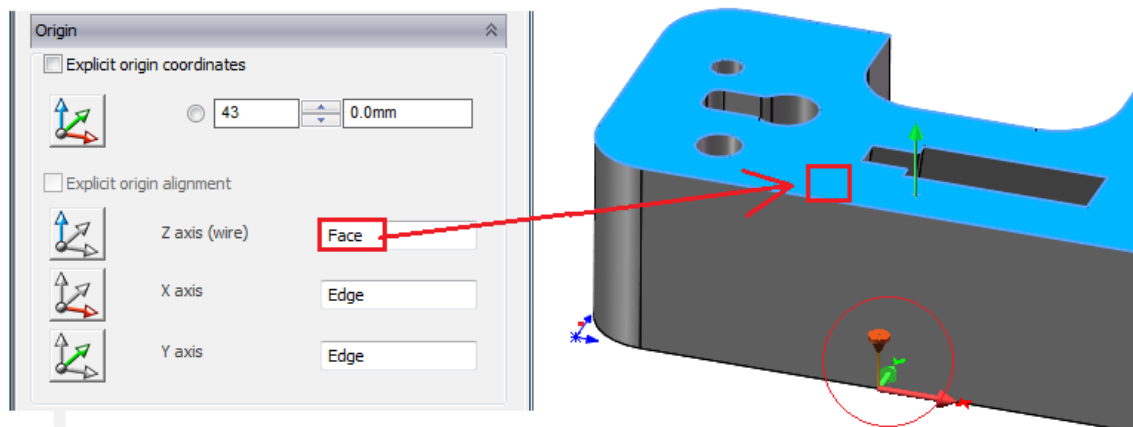 Origin
Explicit origin coordinates
43 0.0mm
Explicit origin alignment
Z axis (wire) Face
X axis Edge
Y axis Edge